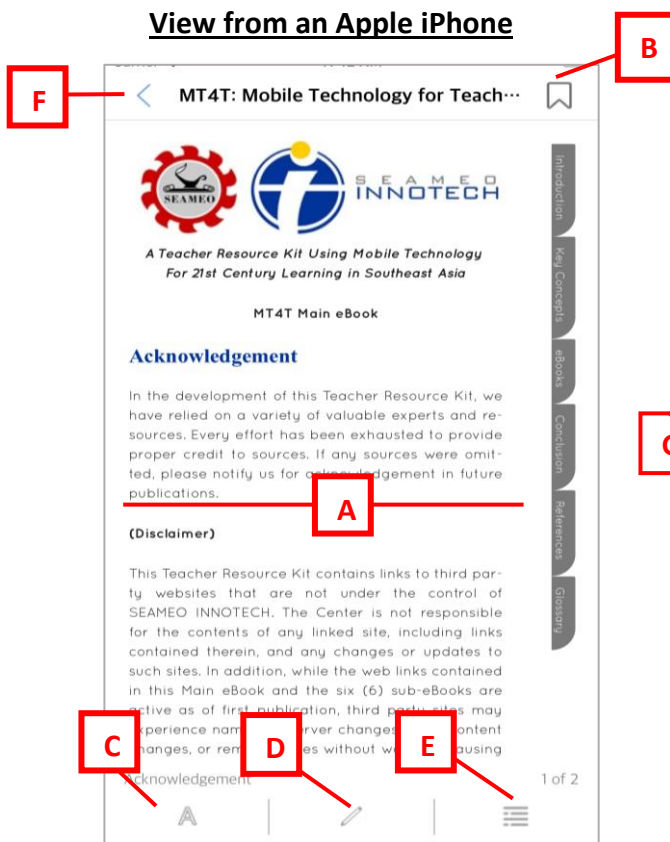 View from an Apple iPhone
B
F
MT4T: Mobile Technology for Teach…
SEAMEO
SEAMEO
INNOTECH
Introduction
A Teacher Resource Kit Using Mobile Technology
For 21st Century Learning in Southeast Asia
Key Concepts
MT4T Main eBook
Acknowledgement
eBooks
In the development of this Teacher Resource Kit, we
have relied on a variety of valuable experts and re-
sources. Every effort has been exhausted to provide
proper credit to sources. If any sources were omit-
ted, please notify us for acknowledgement in future
publications.
Conclusion
A
References
(Disclaimer)
This Teacher Resource Kit contains links to third par-
ty websites that are not under the control of
SEAMEO INNOTECH. The Center is not responsible
for the contents of any linked site, including links
contained therein, and any changes or updates to
such sites. In addition, while the web links contained
in this Main eBook and the six (6) sub-eBooks are
active as of first publication, third party sites may
Glossary
experience changes
changes, or without
C
D
E
Acknowledgement
1 of 2
A